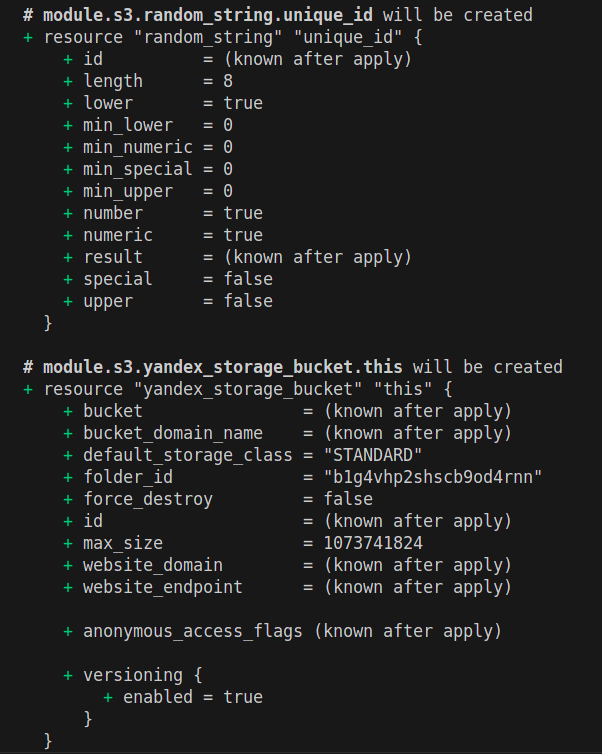 # module.s3.random_string.unique_id will be created
+ resource "random_string" "unique_id" {
+ id = (known after apply)
+ length = 8
+ lower = true
+ min_lower = 0
+ min_numeric = 0
+ min_special = 0
+ min_upper = 0
+ number = true
+ numeric = true
+ result = (known after apply)
+ special = false
+ upper = false
}
# module.s3.yandex_storage_bucket.this will be created
+ resource "yandex_storage_bucket" "this" {
+ bucket = (known after apply)
+ bucket_domain_name = (known after apply)
+ default_storage_class = "STANDARD"
+ folder_id = "b1g4vhp2shscb9od4rnn"
+ force_destroy = false
+ id = (known after apply)
+ max_size = 1073741824
+ website_domain = (known after apply)
+ website_endpoint = (known after apply)
+ anonymous_access_flags (known after apply)
+ versioning {
+ enabled = true
}
}